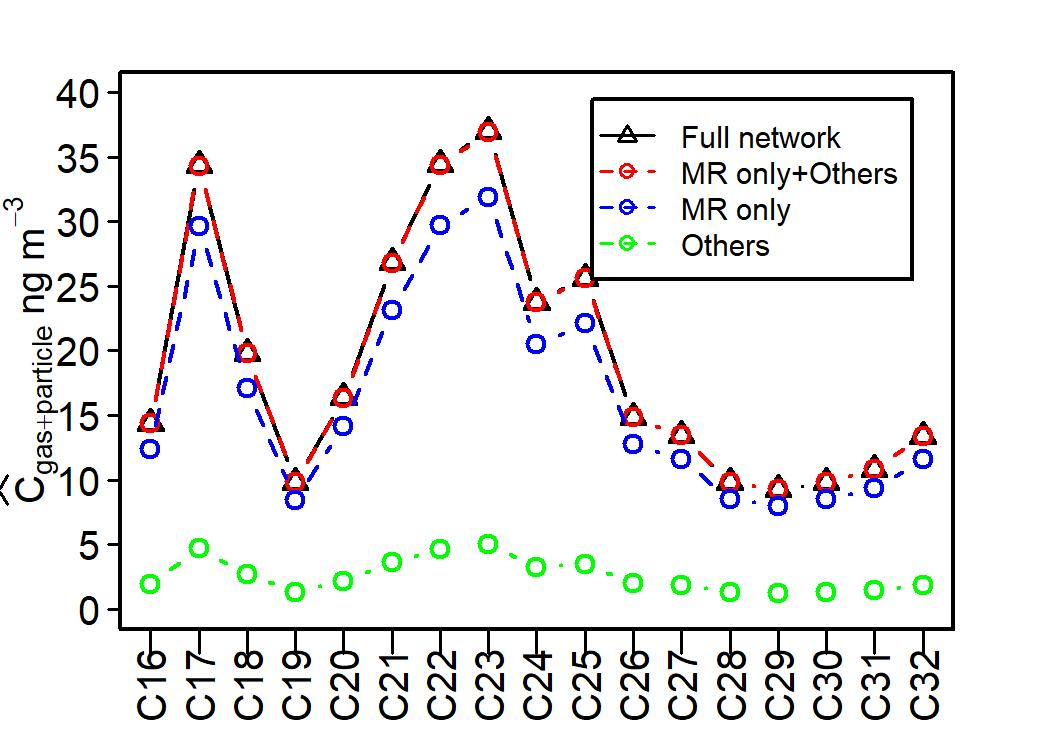 40
35
30
25
20
15
10
5
0
C gas+particle ng m −3
Full network
MR only+Others
MR only
Others
C16 C17 C18 C19 C20 C21 C22 C23 C24 C25 C26 C27 C28 C29 C30 C31 C32